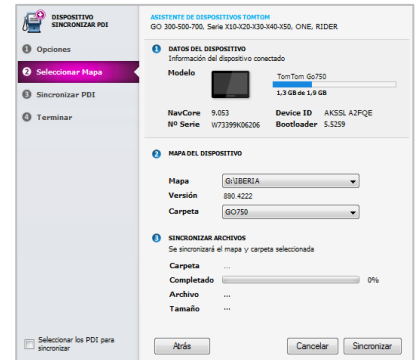 DISPOSITIVO
SINCRONIZAR PDI
1 Opciones
2 Seleccionar Mapa
3 Sincronizar PDI
4 Terminar
Seleccionar los PDI para
sincronizar
ASISTENTE DE DISPOSITIVOS TOMTOM
GO 300-500-700, Serie X10-X20-X30-X40-X50, ONE, RIDER
1 DATOS DEL DISPOSITIVO
Información del dispositivo conectado
Modelo
TomTom Go750
1,3 GB de 1,9 GB
NavCore 9.053 Device ID AKSSL A2FQE
Nº Serie W73399K06206 Bootloader 5.5259
2 MAPA DEL DISPOSITIVO
Mapa G:\IBERIA
Versión 890.4222
Carpeta GO750
3 SINCRONIZAR ARCHIVOS
Se sincronizará el mapa y carpeta seleccionada
Carpeta ...
Completado 0%
Archivo ...
Tamaño ...
Atrás Cancelar Sincronizar